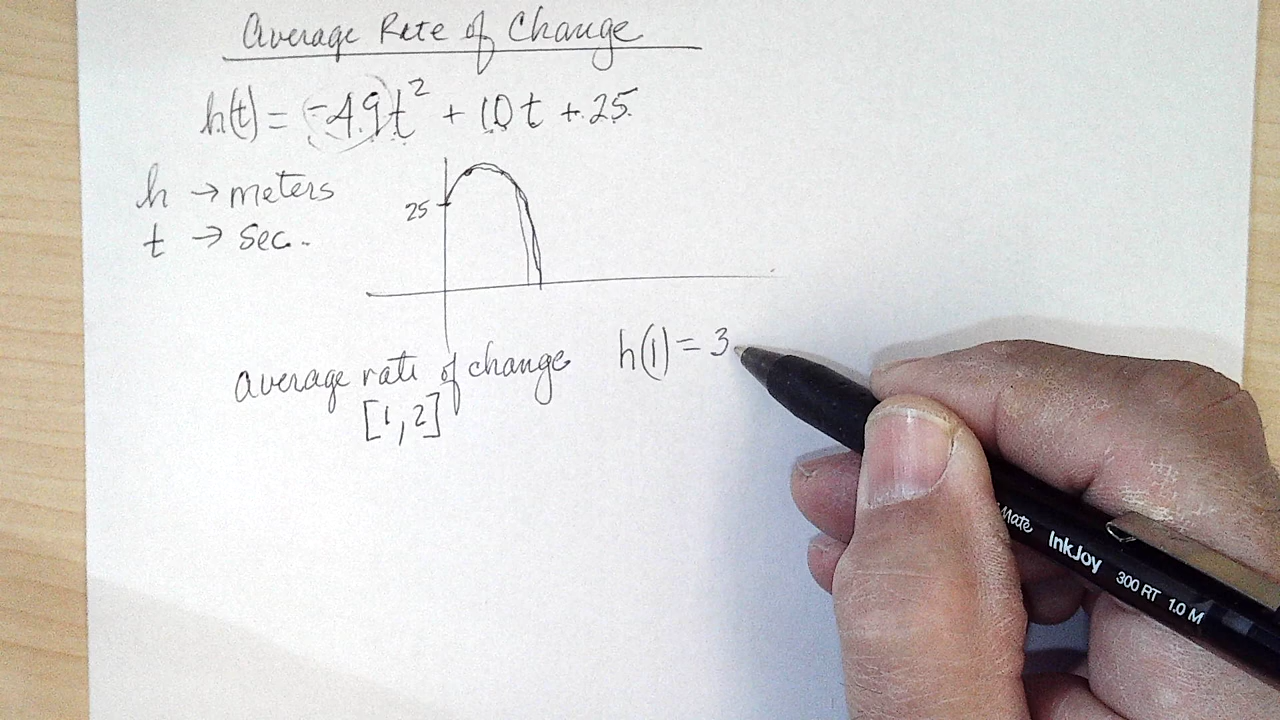 Average Rate of Change
h(t) = -4.9t² + 10t + 25
h → meters
t → sec.
25
average rate of change
[1,2]
h(1) = 3
Mate InkJoy 300 RT 1.0 M